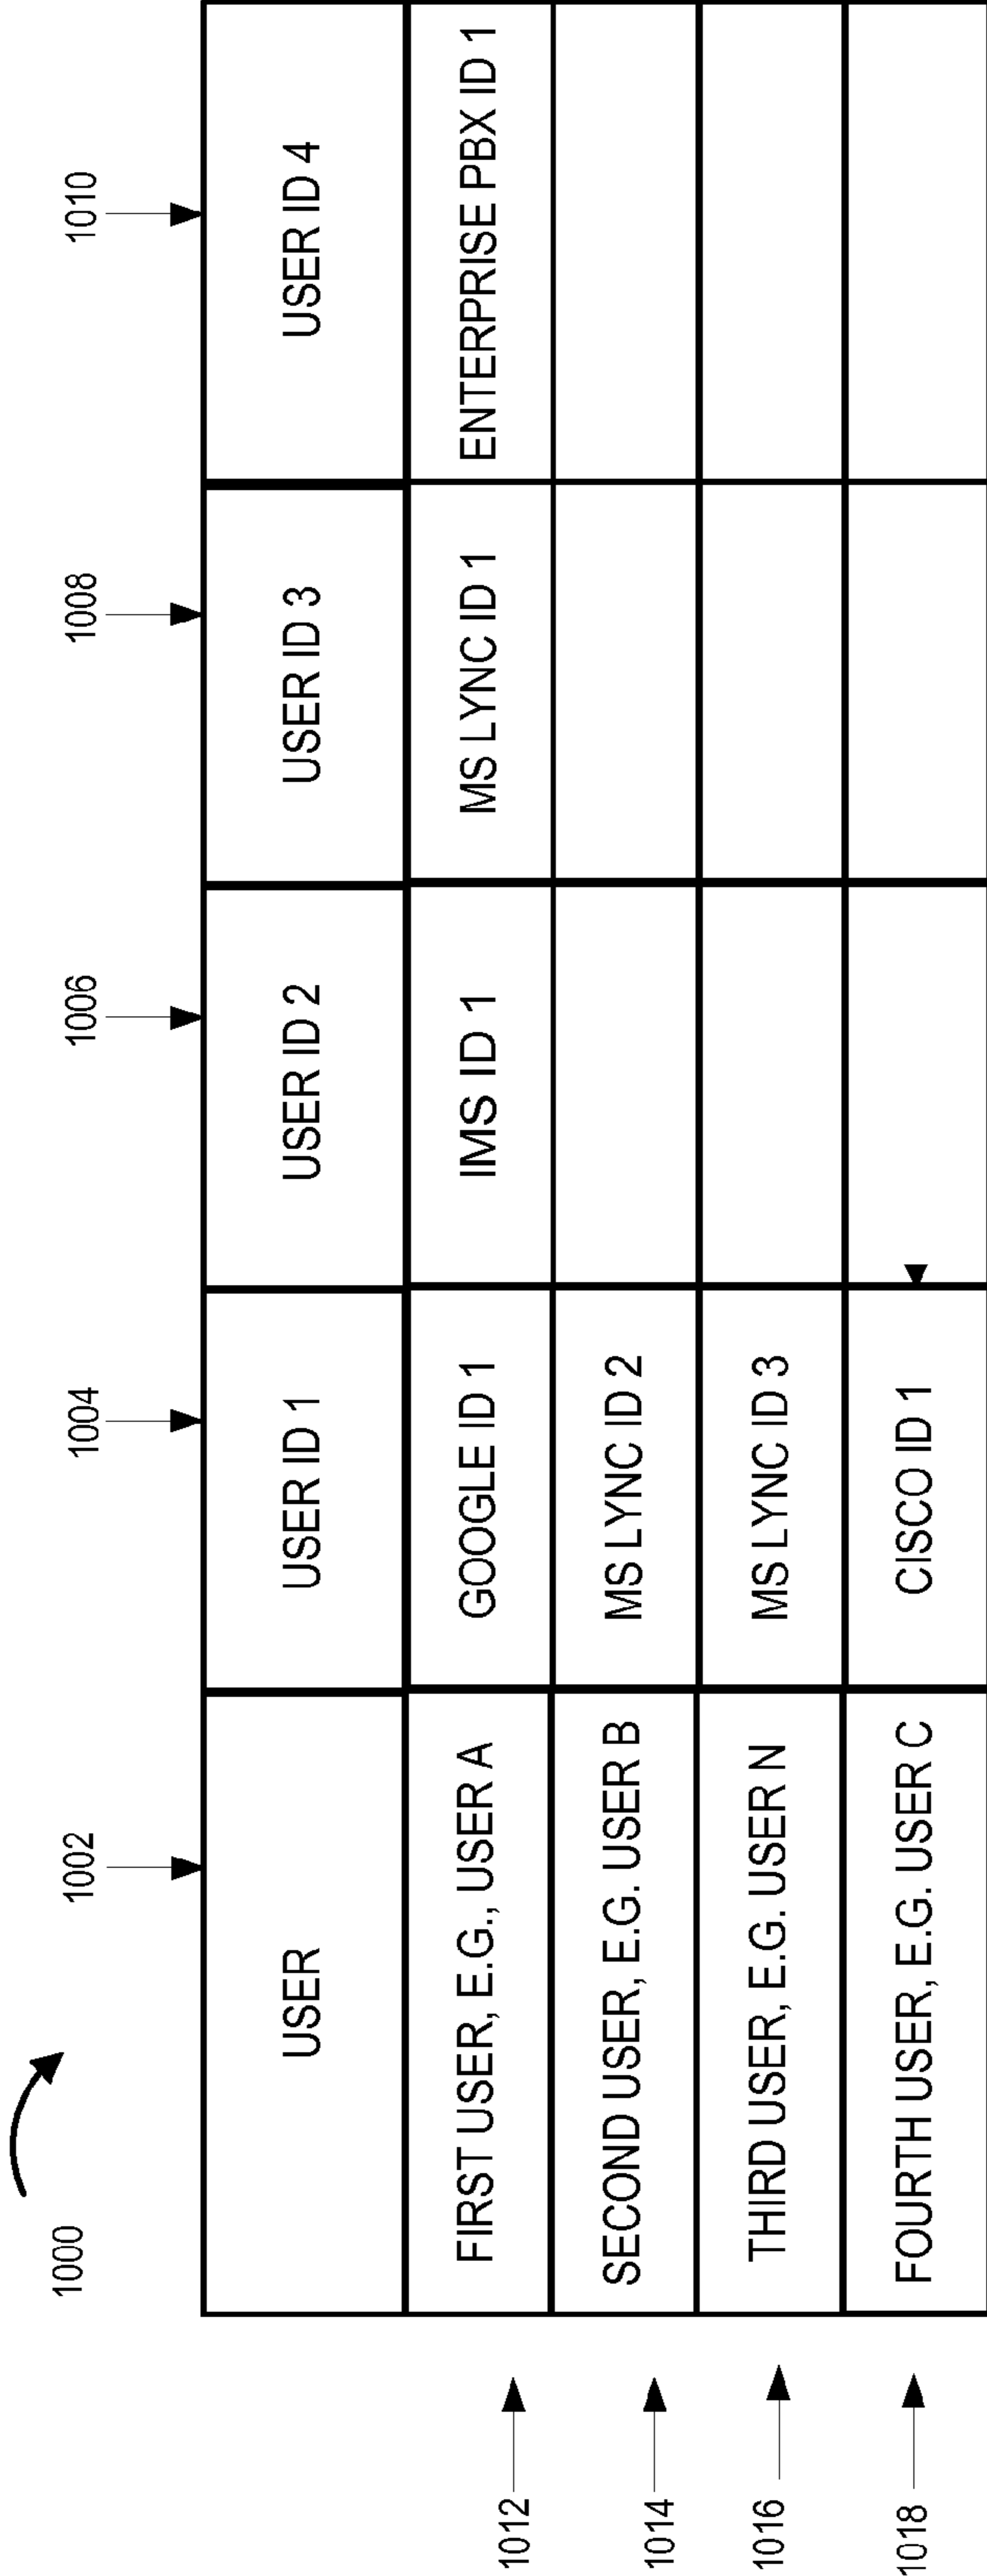 1000
1002
1004
1006
1008
1010
USER
USER ID 1
USER ID 2
USER ID 3
USER ID 4
1012
FIRST USER, E.G., USER A
GOOGLE ID 1
IMS ID 1
MS LYNC ID 1
ENTERPRISE PBX ID 1
1014
SECOND USER, E.G. USER B
MS LYNC ID 2
1016
THIRD USER, E.G. USER N
MS LYNC ID 3
1018
FOURTH USER, E.G. USER C
CISCO ID 1